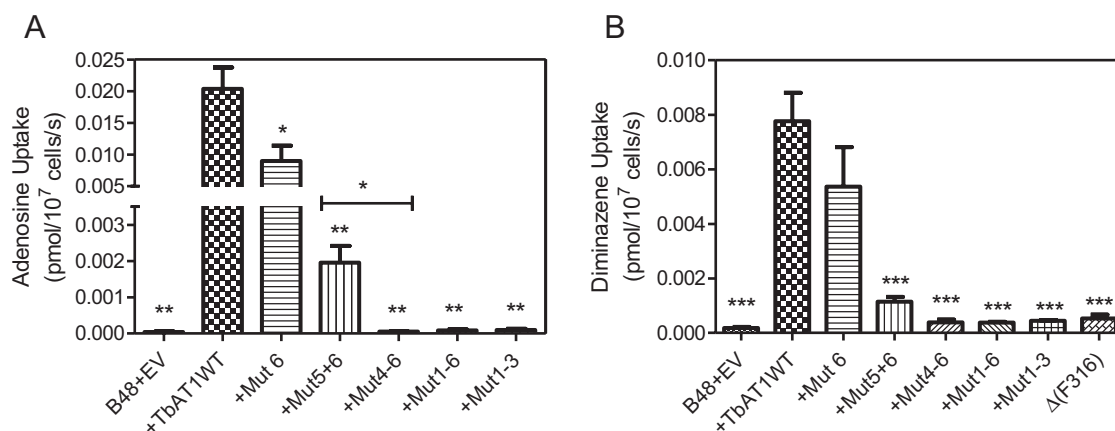 A
Adenosine Uptake
(pmol/10⁷ cells/s)
0.025
0.020
0.015
0.010
0.005
0.003
0.002
0.001
0.000
**
*
*
**
**
**
**
B48+EV
+TbAT1WT
+Mut 6
+Mut5+6
+Mut4-6
+Mut1-6
+Mut1-3
B
Diminazene Uptake
(pmol/10⁷ cells/s)
0.010
0.008
0.006
0.004
0.002
0.000
***
***
***
***
***
***
B48+EV
+TbAT1WT
+Mut 6
+Mut5+6
+Mut4-6
+Mut1-6
+Mut1-3
Δ(F316)